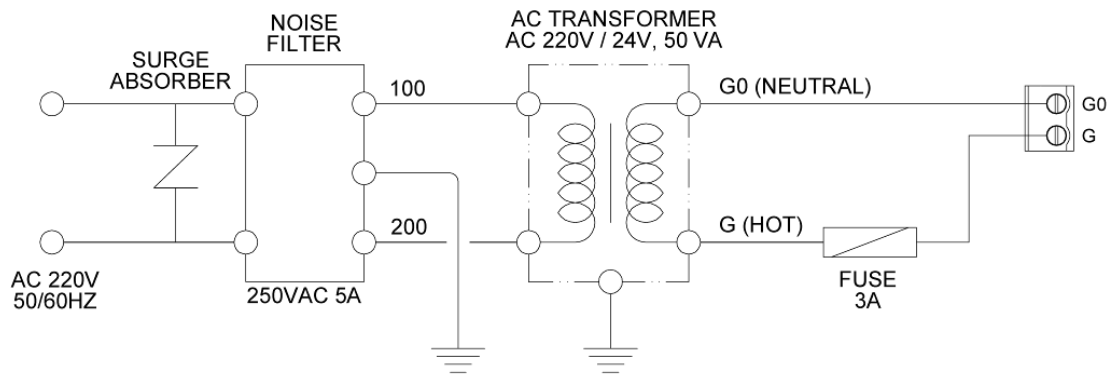 NOISE
FILTER
AC TRANSFORMER
AC 220V / 24V, 50 VA
SURGE
ABSORBER
100
G0 (NEUTRAL)
G0
G
200
G (HOT)
AC 220V
50/60HZ
250VAC 5A
FUSE
3A